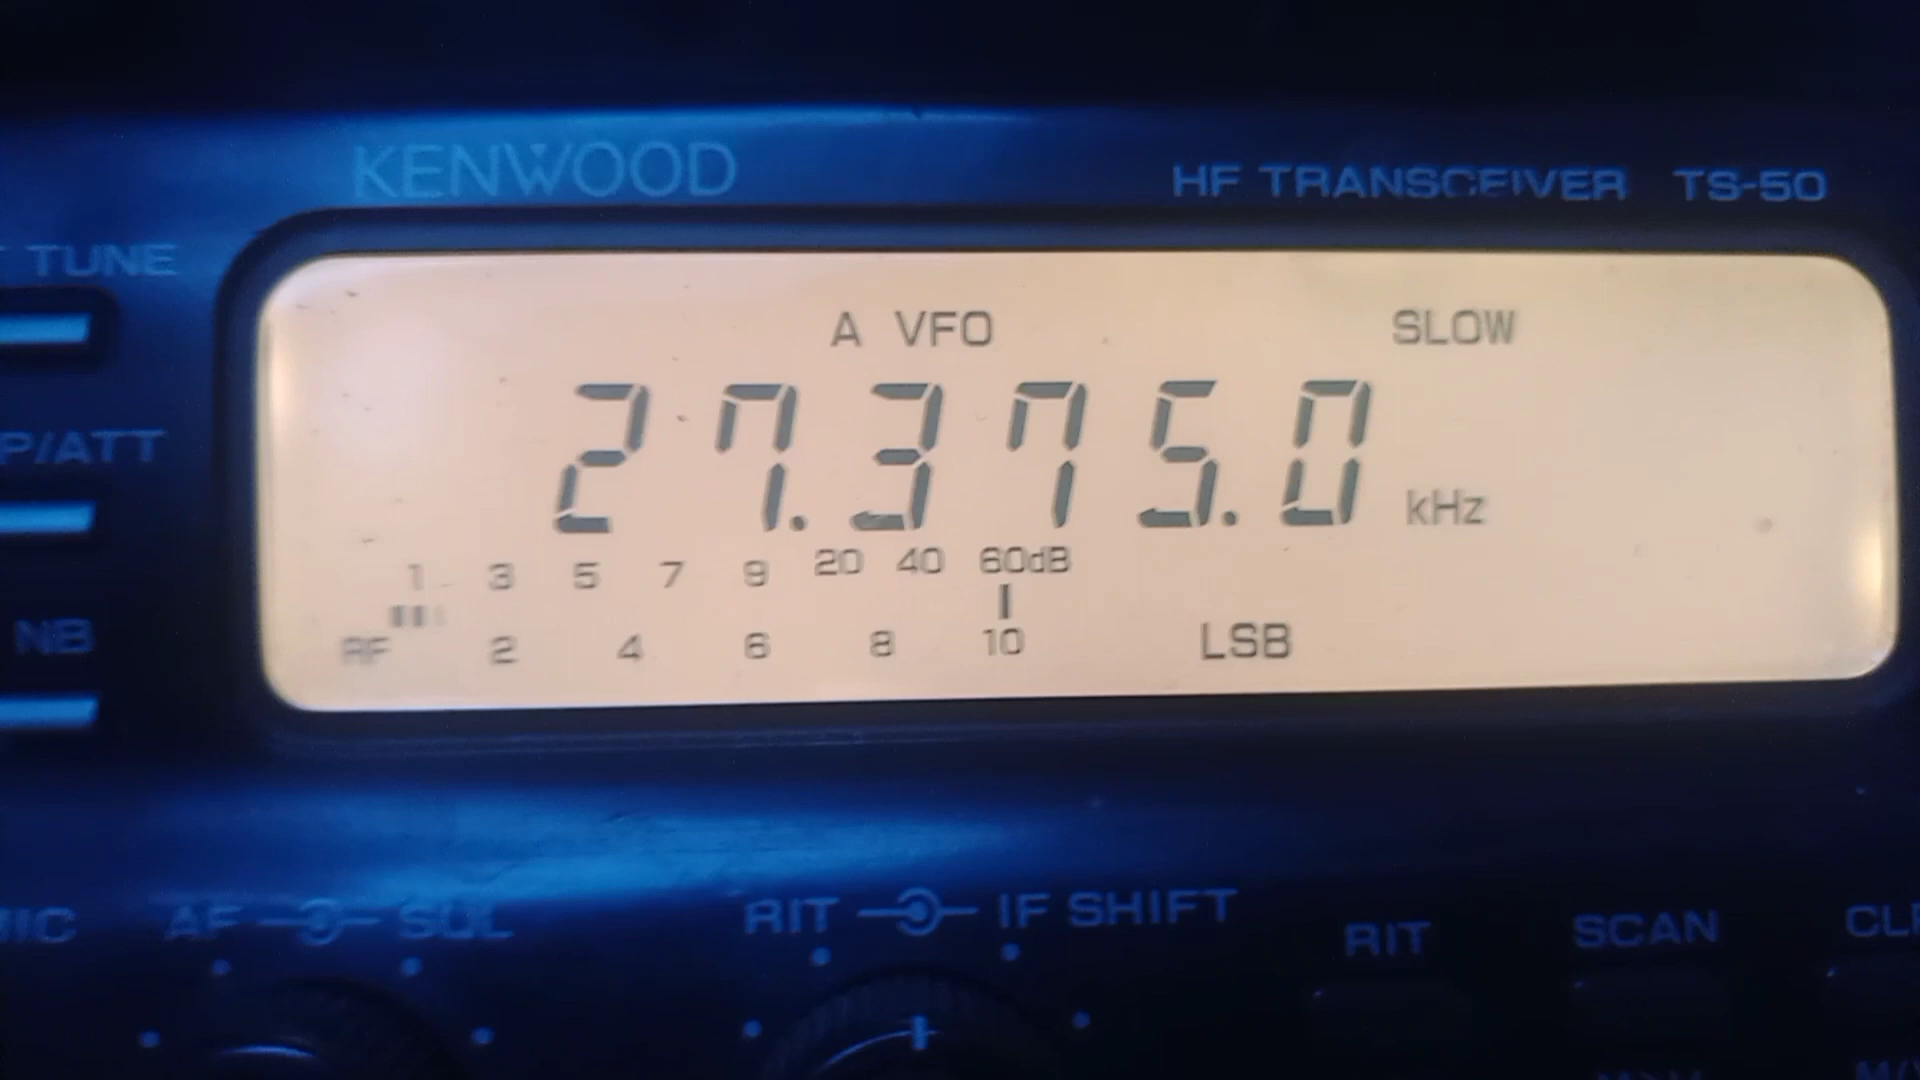 KENWOOD
HF TRANSCEIVER TS-50
TUNE
A VFO SLOW
27.375.0 kHz
P/ATT
1 3 5 7 9 20 40 60dB
NB
RF 2 4 6 8 10 LSB
MIC AF SQL RIT IF SHIFT
RIT SCAN CL